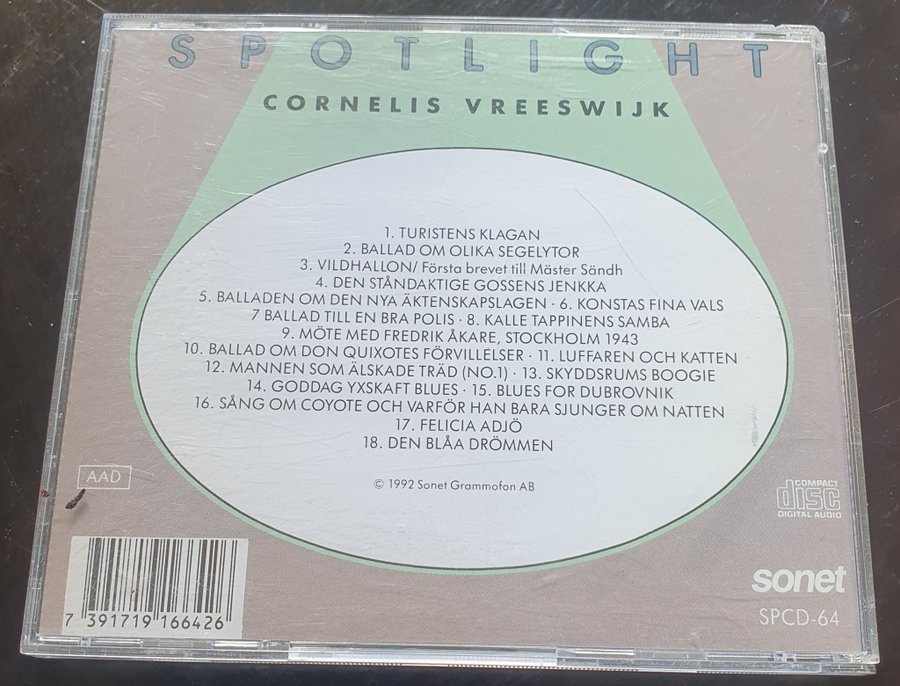 SPOTLIGHT
CORNELIS VREESWIJK
1. TURISTENS KLAGAN
2. BALLAD OM OLIKA SEGELYTOR
3. VILDHALLON/ Första brevet till Mäster Sändh
4. DEN STÅNDAKTIGE GOSSENS JENKKA
5. BALLADEN OM DEN NYA ÄKTENSKAPSLAGEN · 6. KONSTAS FINA VALS
7 BALLAD TILL EN BRA POLIS · 8. KALLE TAPPINENS SAMBA
9. MÖTE MED FREDRIK ÅKARE, STOCKHOLM 1943
10. BALLAD OM DON QUIXOTES FÖRVILLELSER · 11. LUFFAREN OCH KATTEN
12. MANNEN SOM ÄLSKADE TRÄD (NO.1) · 13. SKYDDSRUMS BOOGIE
14. GODDAG YXSKAFT BLUES · 15. BLUES FOR DUBROVNIK
16. SÅNG OM COYOTE OCH VARFÖR HAN BARA SJUNGER OM NATTEN
17. FELICIA ADJÖ
18. DEN BLÅA DRÖMMEN
© 1992 Sonet Grammofon AB
AAD
COMPACT
disc
DIGITAL AUDIO
sonet
SPCD-64
7 391719 166426